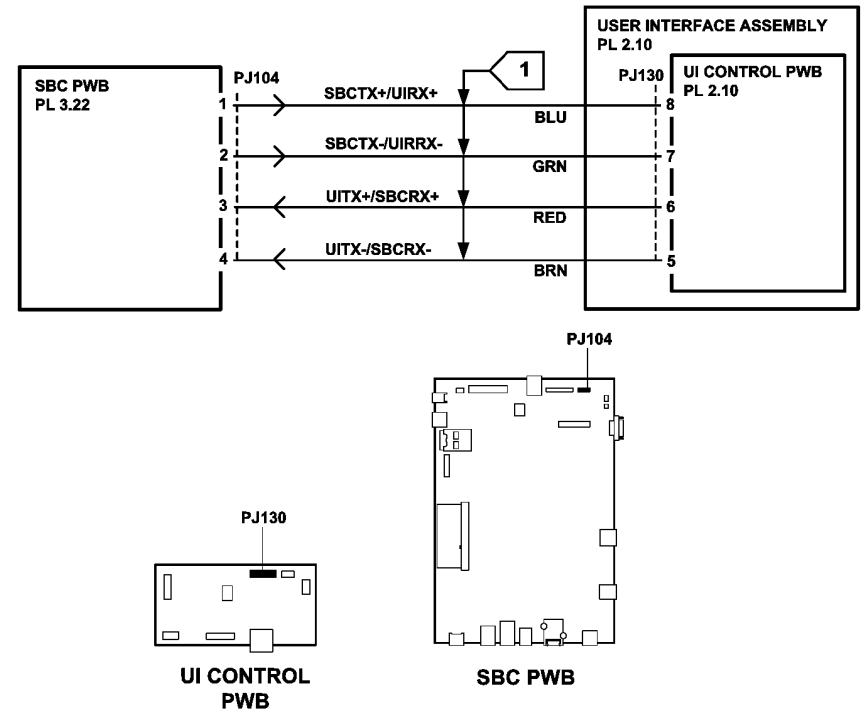 USER INTERFACE ASSEMBLY
PL 2.10
SBC PWB
PL 3.22
PJ104
1
PJ130
UI CONTROL PWB
PL 2.10
1
SBCTX+/UIRX+
BLU
8
2
SBCTX-/UIRRX-
GRN
7
3
UITX+/SBCRX+
RED
6
4
UITX-/SBCRX-
BRN
5
PJ104
PJ130
UI CONTROL
PWB
SBC PWB